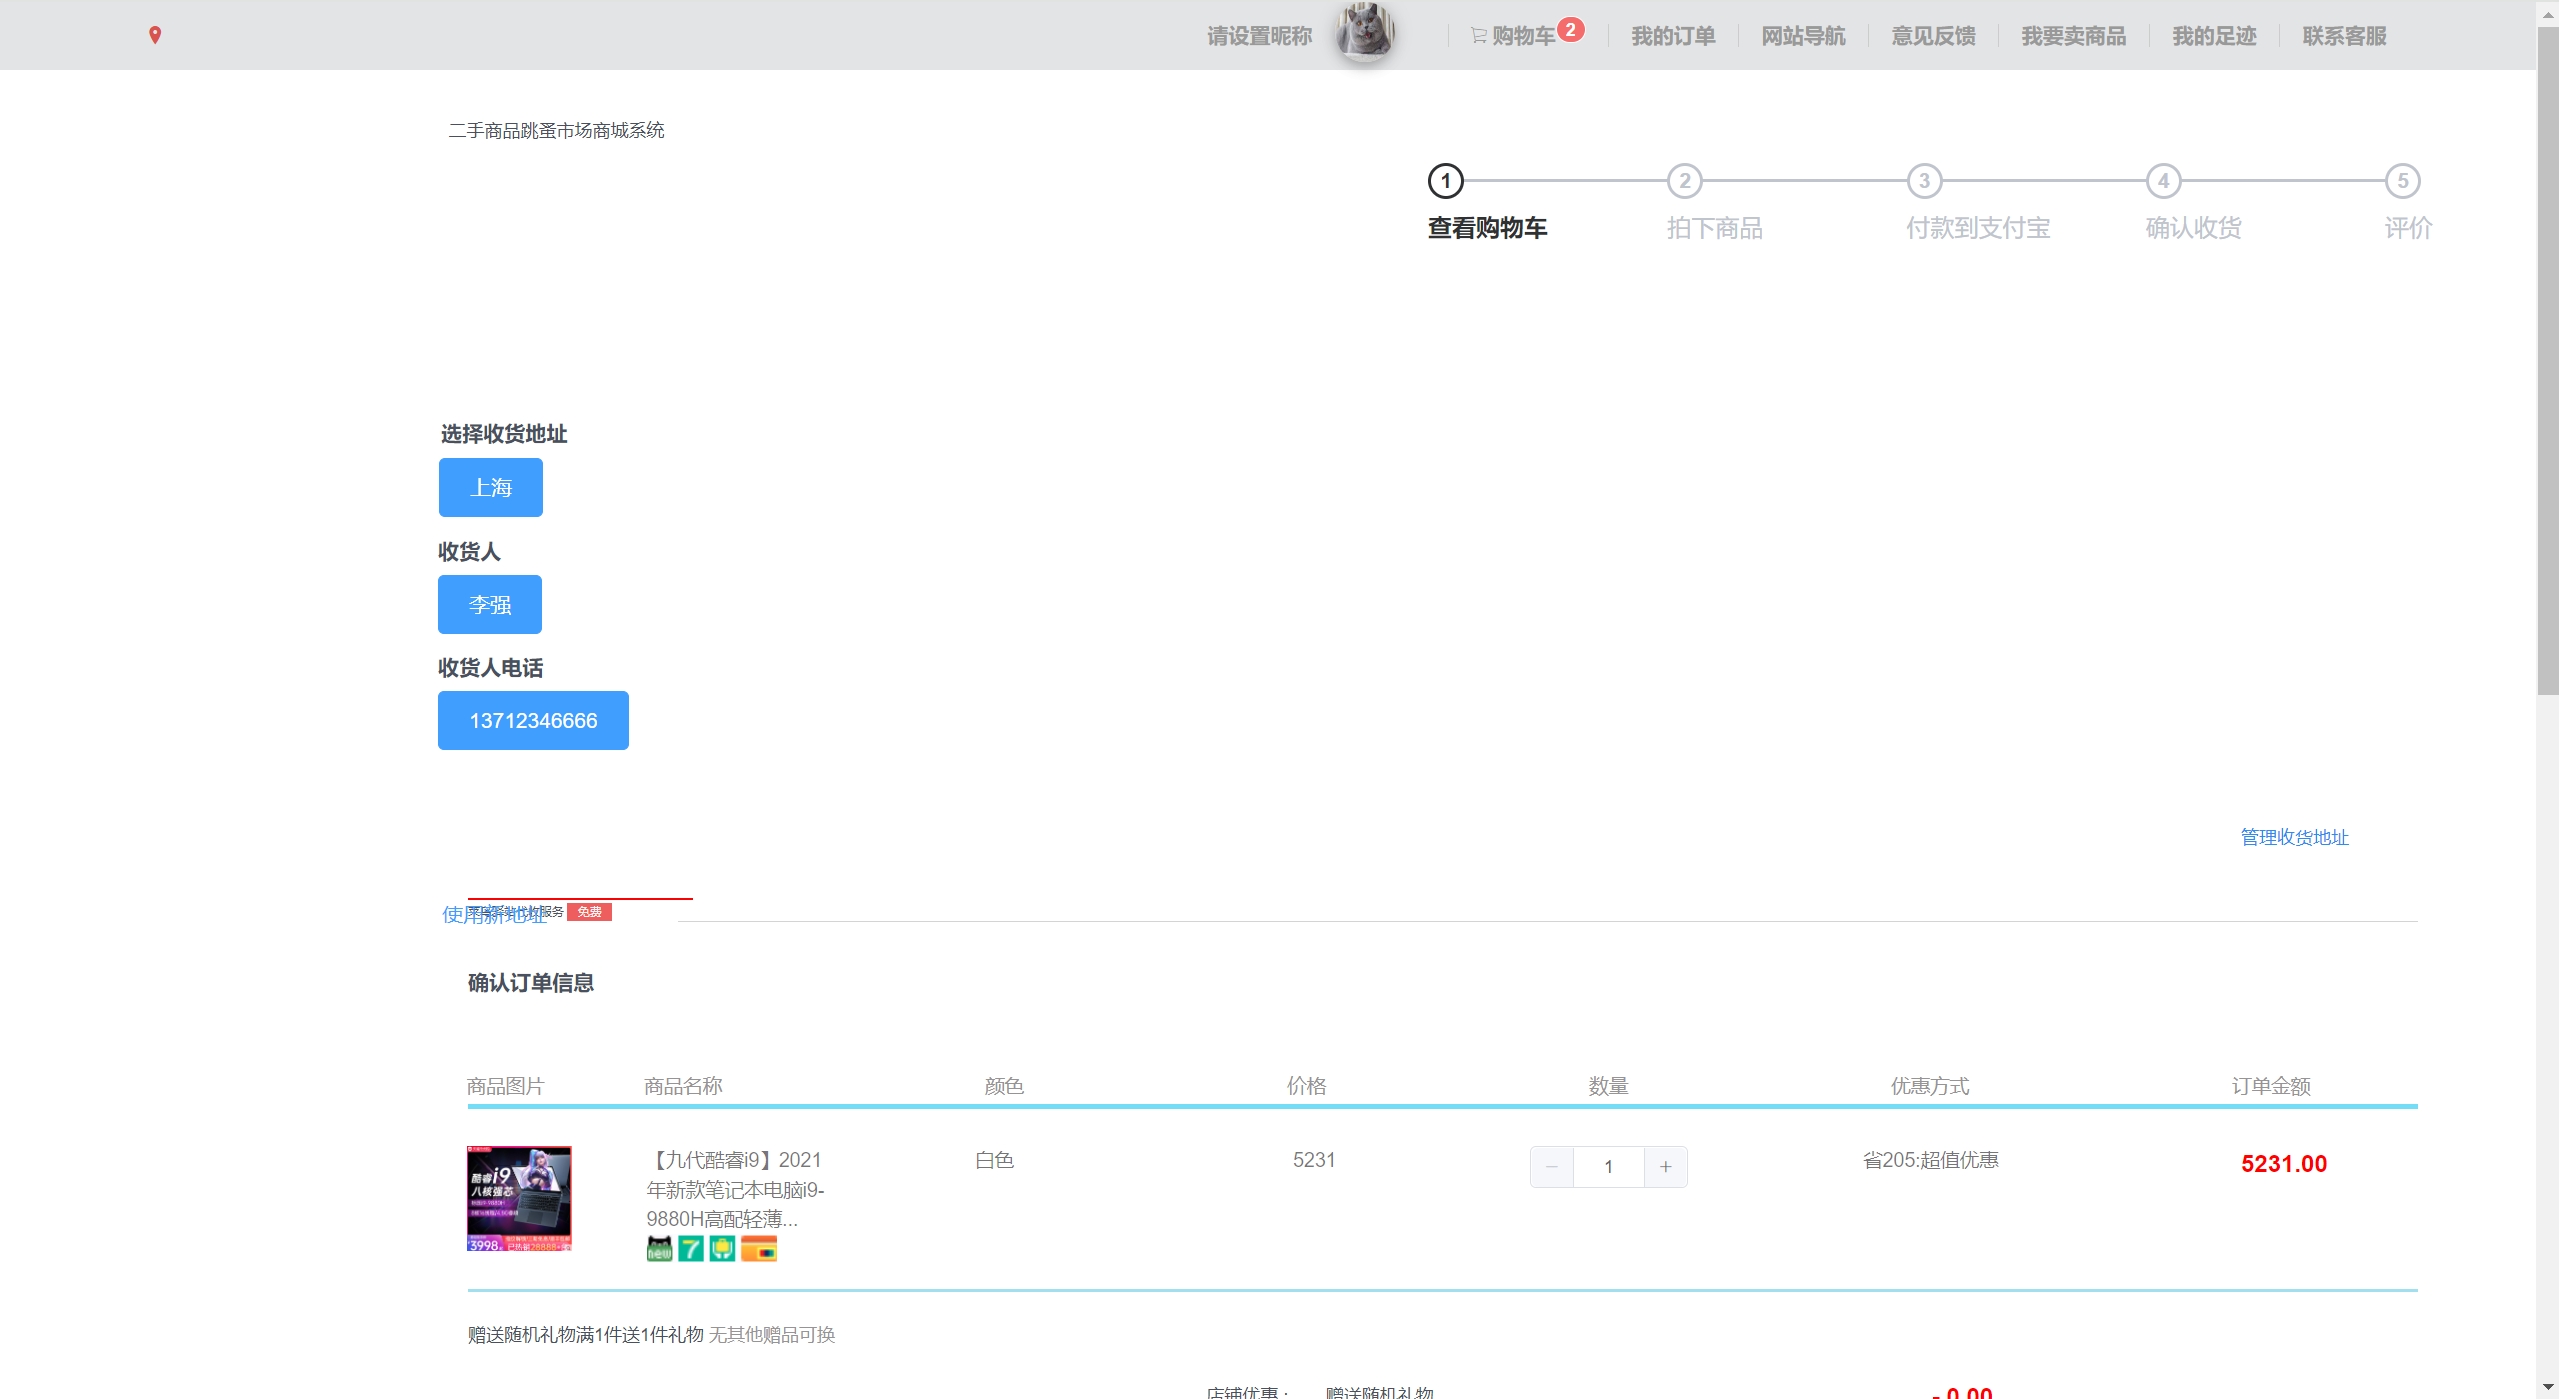 请设置昵称 购物车 2 我的订单 网站导航 意见反馈 我要卖商品 我的足迹 联系客服
二手商品跳蚤市场商城系统
1 2 3 4 5
查看购物车 拍下商品 付款到支付宝 确认收货 评价
选择收货地址
上海
收货人
李强
收货人电话
13712346666
管理收货地址
使用新地址 服务 免费
确认订单信息
商品图片 商品名称 颜色 价格 数量 优惠方式 订单金额
【九代酷睿i9】2021 白色 5231 1 省205:超值优惠 5231.00
年新款笔记本电脑i9-
9880H高配轻薄...
酷睿i9
八核强芯
3998
赠送随机礼物满1件送1件礼物 无其他赠品可换
店铺优惠： 赠送随机礼物 - 0.00